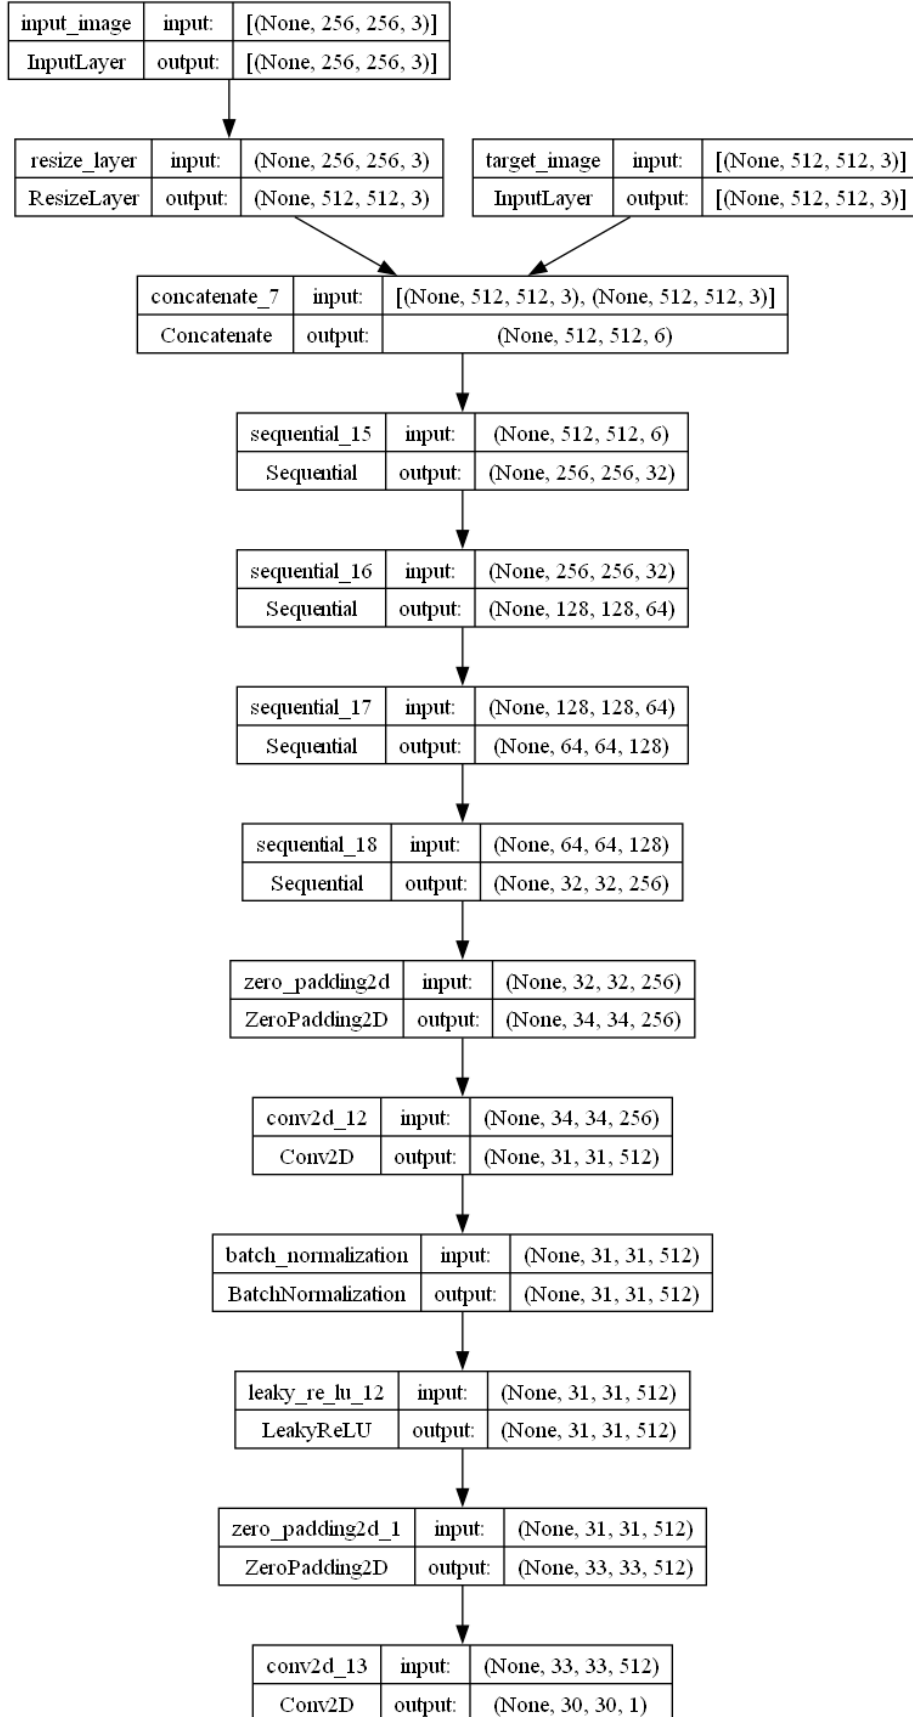 input_image input: [(None, 256, 256, 3)]
InputLayer output: [(None, 256, 256, 3)]
resize_layer input: (None, 256, 256, 3)
ResizeLayer output: (None, 512, 512, 3)
target_image input: [(None, 512, 512, 3)]
InputLayer output: [(None, 512, 512, 3)]
concatenate_7 input: [(None, 512, 512, 3), (None, 512, 512, 3)]
Concatenate output: (None, 512, 512, 6)
sequential_15 input: (None, 512, 512, 6)
Sequential output: (None, 256, 256, 32)
sequential_16 input: (None, 256, 256, 32)
Sequential output: (None, 128, 128, 64)
sequential_17 input: (None, 128, 128, 64)
Sequential output: (None, 64, 64, 128)
sequential_18 input: (None, 64, 64, 128)
Sequential output: (None, 32, 32, 256)
zero_padding2d input: (None, 32, 32, 256)
ZeroPadding2D output: (None, 34, 34, 256)
conv2d_12 input: (None, 34, 34, 256)
Conv2D output: (None, 31, 31, 512)
batch_normalization input: (None, 31, 31, 512)
BatchNormalization output: (None, 31, 31, 512)
leaky_re_lu_12 input: (None, 31, 31, 512)
LeakyReLU output: (None, 31, 31, 512)
zero_padding2d_1 input: (None, 31, 31, 512)
ZeroPadding2D output: (None, 33, 33, 512)
conv2d_13 input: (None, 33, 33, 512)
Conv2D output: (None, 30, 30, 1)